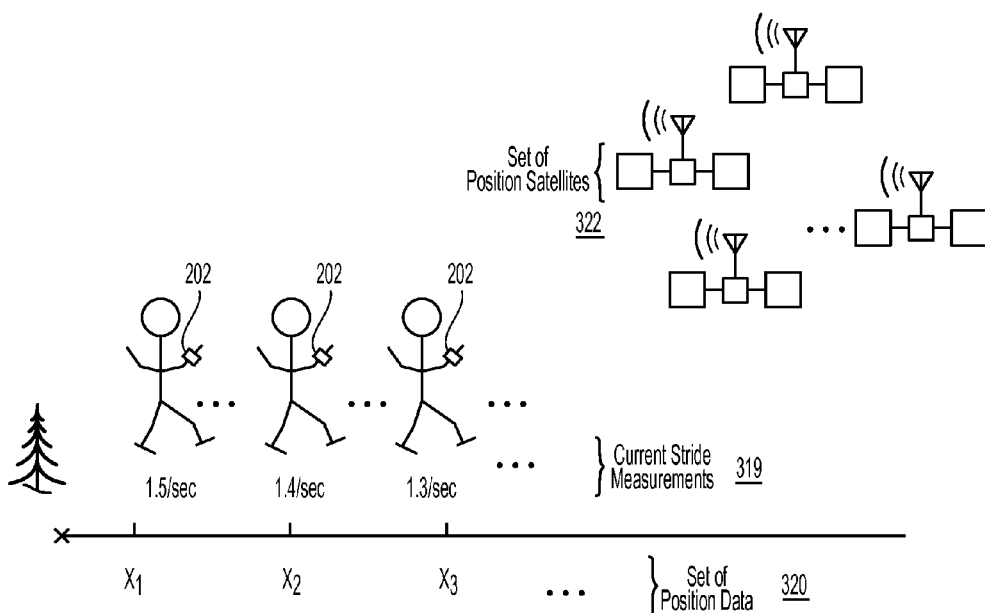 Set of
Position Satellites
322
202 202 202
1.5/sec 1.4/sec 1.3/sec
Current Stride
Measurements 319
X1 X2 X3
Set of
Position Data 320